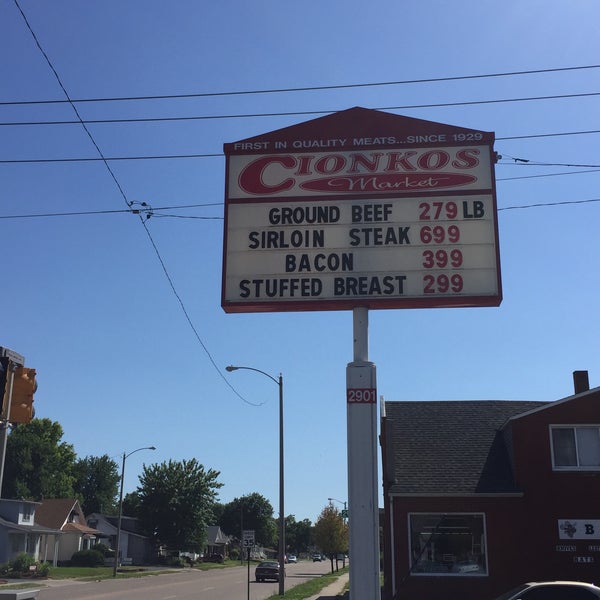 FIRST IN QUALITY MEATS...SINCE 1929
CIONKOS
Market
GROUND BEEF 279 LB
SIRLOIN STEAK 699
BACON 399
STUFFED BREAST 299
2901
B